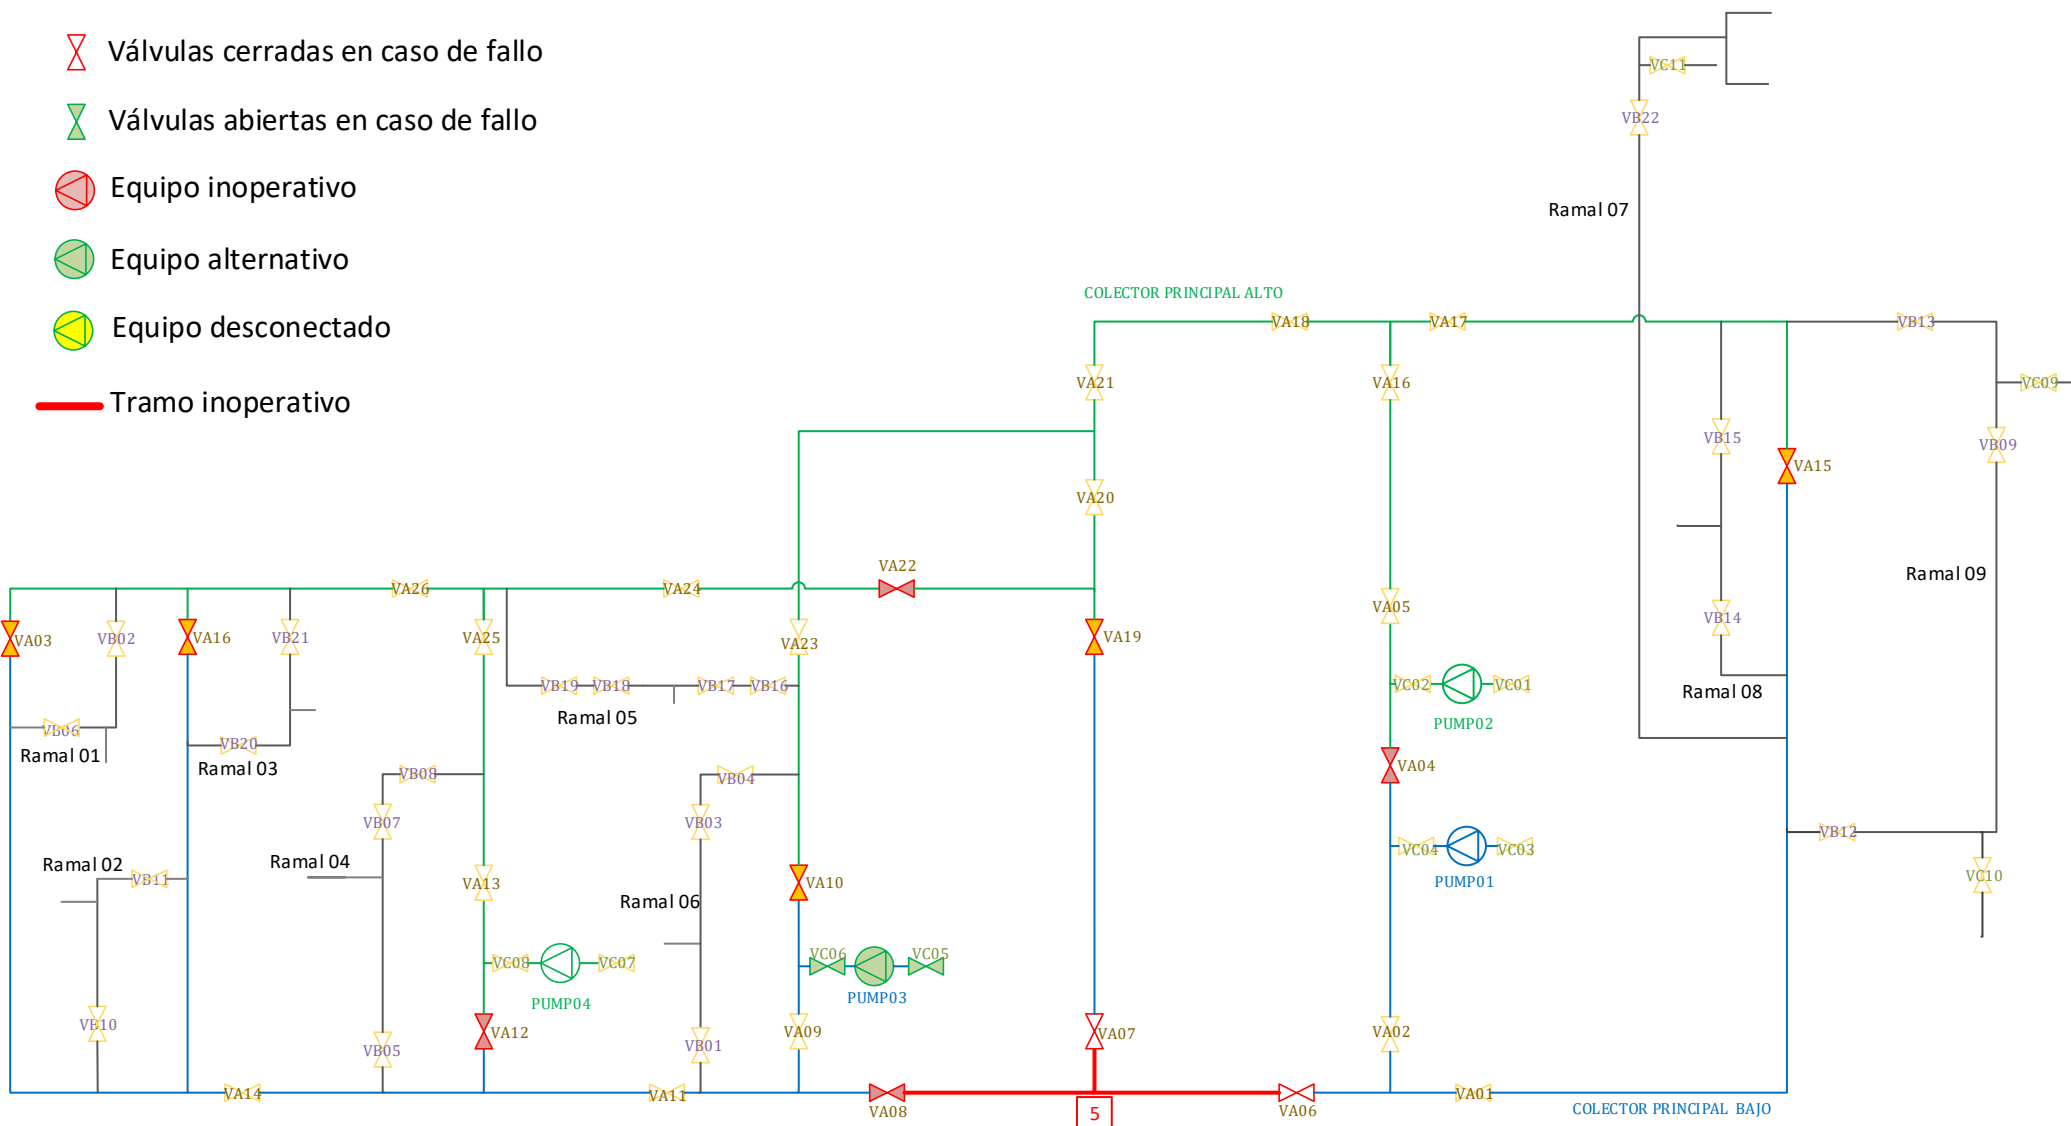 Válvulas cerradas en caso de fallo
Válvulas abiertas en caso de fallo
Equipo inoperativo
Equipo alternativo
Equipo desconectado
Tramo inoperativo
VC11
VB22
Ramal 07
COLECTOR PRINCIPAL ALTO
VA18
VA17
VB13
VA21
VA16
VC09
VB15
VB09
VA15
VA20
VA22
VA26
VA24
VA05
Ramal 09
VB14
VA03
VB02
VA16
VB21
VA25
VA23
VA19
VB19
VB18
VB17
VB16
VC02
VC01
Ramal 08
Ramal 05
PUMP02
VB06
Ramal 01
VB20
Ramal 03
VB08
VB04
VA04
VB07
VB03
VB12
VC04
VC03
Ramal 02
VB11
Ramal 04
VA13
VA10
PUMP01
VC10
Ramal 06
VC08
VC07
VC06
VC05
PUMP04
PUMP03
VB10
VB05
VA12
VB01
VA09
VA07
VA02
VA14
VA11
VA08
5
VA06
VA01
COLECTOR PRINCIPAL BAJO